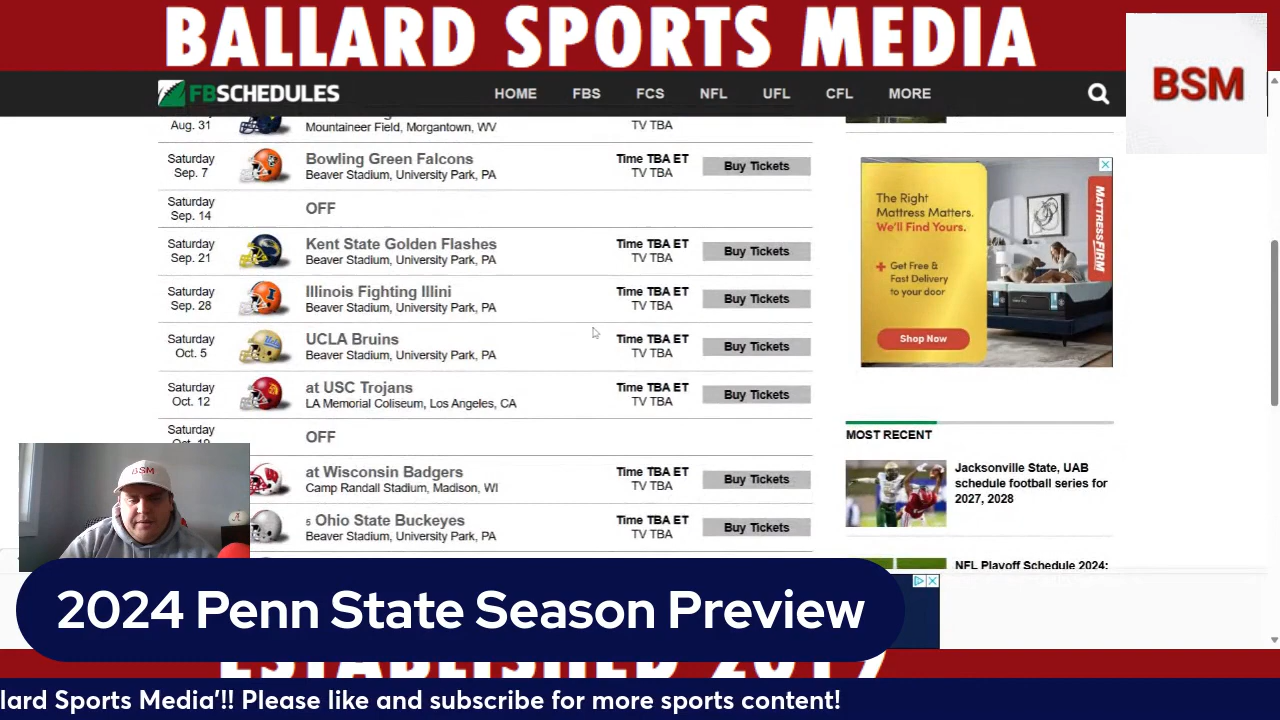 BALLARD SPORTS MEDIA
BSM
FBSCHEDULES
HOME FBS FCS NFL UFL CFL MORE
Aug. 31
Mountaineer Field, Morgantown, WV
TV TBA
Saturday
Sep. 7
Bowling Green Falcons
Beaver Stadium, University Park, PA
Time TBA ET
TV TBA
Buy Tickets
Saturday
Sep. 14
OFF
Saturday
Sep. 21
Kent State Golden Flashes
Beaver Stadium, University Park, PA
Time TBA ET
TV TBA
Buy Tickets
Saturday
Sep. 28
Illinois Fighting Illini
Beaver Stadium, University Park, PA
Time TBA ET
TV TBA
Buy Tickets
Saturday
Oct. 5
UCLA Bruins
Beaver Stadium, University Park, PA
Time TBA ET
TV TBA
Buy Tickets
Saturday
Oct. 12
at USC Trojans
LA Memorial Coliseum, Los Angeles, CA
Time TBA ET
TV TBA
Buy Tickets
Saturday
Oct. 19
OFF
at Wisconsin Badgers
Camp Randall Stadium, Madison, WI
Time TBA ET
TV TBA
Buy Tickets
5 Ohio State Buckeyes
Beaver Stadium, University Park, PA
Time TBA ET
TV TBA
Buy Tickets
The Right
Mattress Matters.
We'll Find Yours.
+ Get Free &
Fast Delivery
to your door
Shop Now
MATTRESSFIRM
MOST RECENT
Jacksonville State, UAB
schedule football series for
2027, 2028
NFL Playoff Schedule 2024:
BSM
2024 Penn State Season Preview
ESTABLISHED 2017
lard Sports Media'!! Please like and subscribe for more sports content!